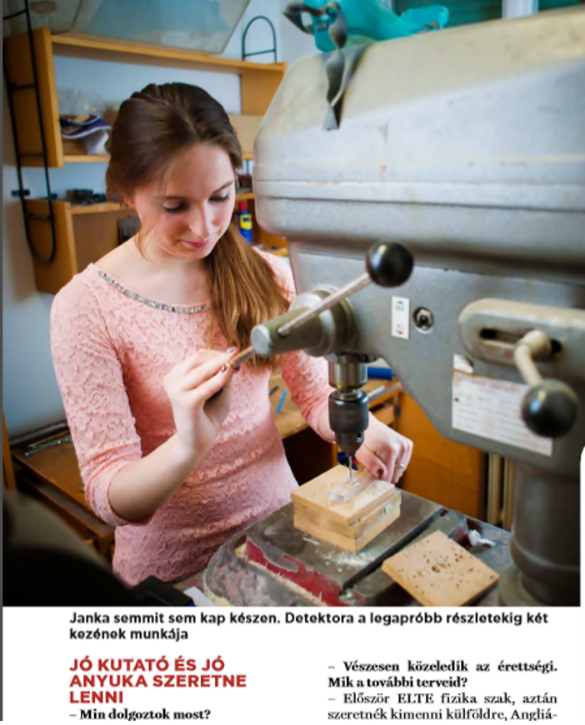 Janka semmit sem kap készen. Detektora a legapróbb részletekig két
kezének munkája
JÓ KUTATÓ ÉS JÓ
ANYUKA SZERETNE
LENNI
– Min dolgoztok most?
– Vészesen közeledik az érettségi.
Mik a további terveid?
– Először ELTE fizika szak, aztán
szeretnék kimenni külföldre, Angliá-